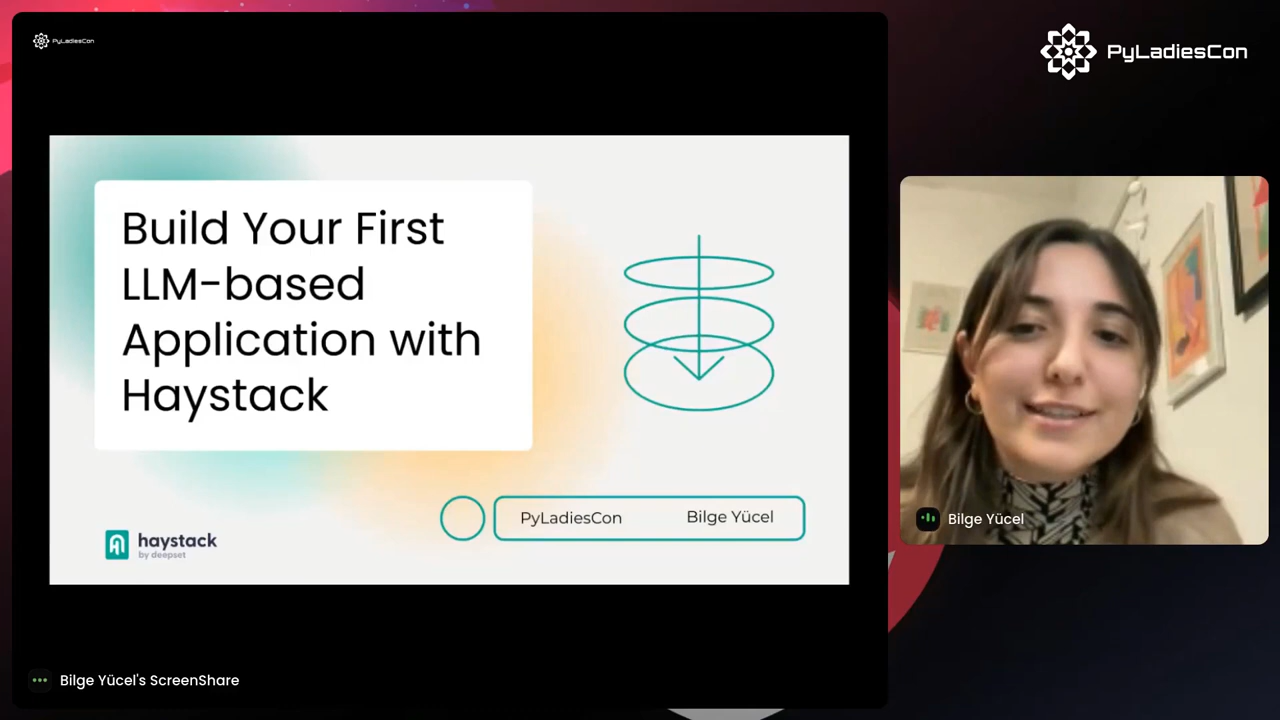 PyLadiesCon
PyLadiesCon
Build Your First
LLM-based
Application with
Haystack
PyLadiesCon
Bilge Yücel
haystack
by deepset
Bilge Yücel
Bilge Yücel's ScreenShare